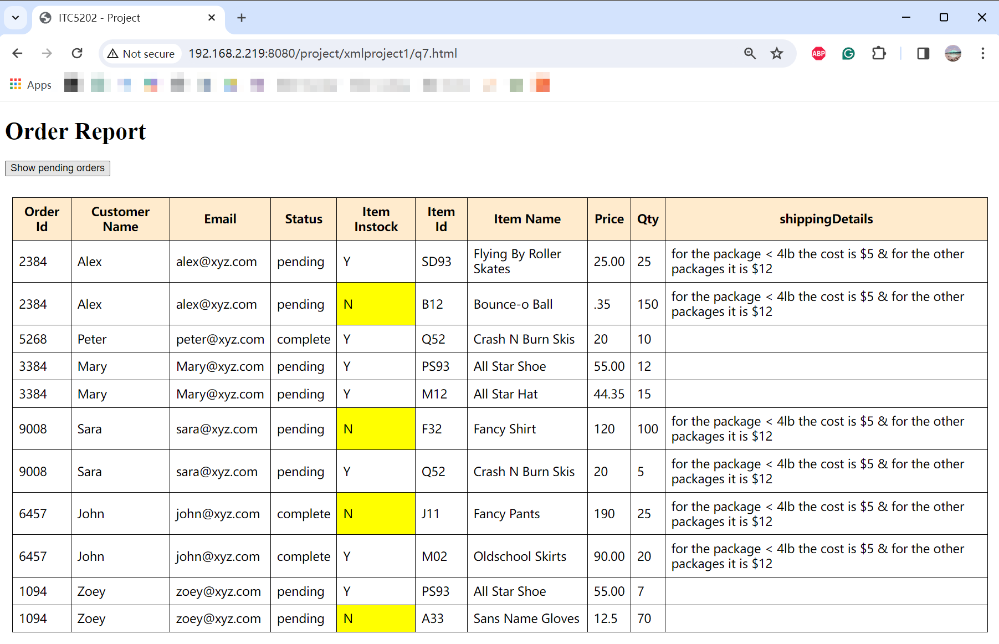 ITC5202 - Project
Not secure 192.168.2.219:8080/project/xmlproject1/q7.html ABP
Apps
Order Report
Show pending orders
Order Id Customer Name Email Status Item Instock Item Id Item Name Price Qty shippingDetails
2384 Alex alex@xyz.com pending Y SD93 Flying By Roller Skates 25.00 25 for the package < 4lb the cost is $5 & for the other packages it is $12
2384 Alex alex@xyz.com pending N B12 Bounce-o Ball .35 150 for the package < 4lb the cost is $5 & for the other packages it is $12
5268 Peter peter@xyz.com complete Y Q52 Crash N Burn Skis 20 10
3384 Mary Mary@xyz.com pending Y PS93 All Star Shoe 55.00 12
3384 Mary Mary@xyz.com pending Y M12 All Star Hat 44.35 15
9008 Sara sara@xyz.com pending N F32 Fancy Shirt 120 100 for the package < 4lb the cost is $5 & for the other packages it is $12
9008 Sara sara@xyz.com pending Y Q52 Crash N Burn Skis 20 5 for the package < 4lb the cost is $5 & for the other packages it is $12
6457 John john@xyz.com complete N J11 Fancy Pants 190 25 for the package < 4lb the cost is $5 & for the other packages it is $12
6457 John john@xyz.com complete Y M02 Oldschool Skirts 90.00 20 for the package < 4lb the cost is $5 & for the other packages it is $12
1094 Zoey zoey@xyz.com pending Y PS93 All Star Shoe 55.00 7
1094 Zoey zoey@xyz.com pending N A33 Sans Name Gloves 12.5 70